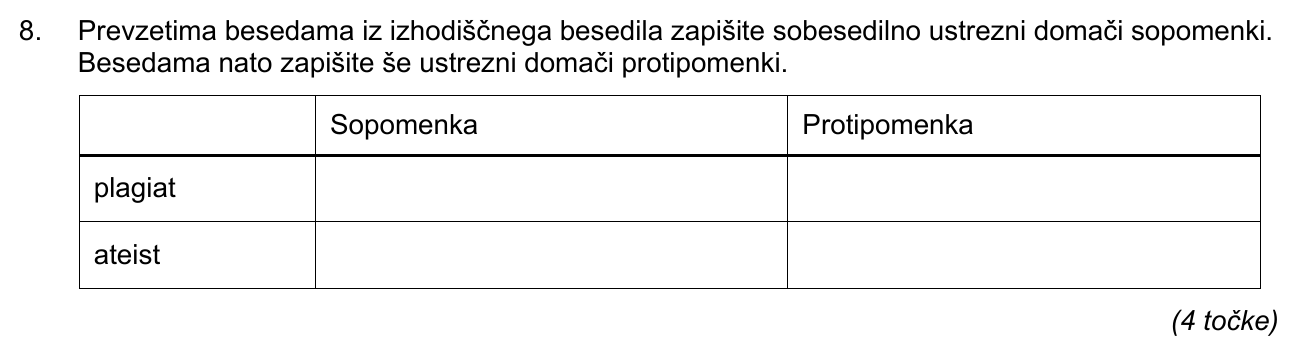 8. Prevzetima besedama iz izhodiščnega besedila zapišite sobesedilno ustrezni domači sopomenki.
Besedama nato zapišite še ustrezni domači protipomenki.
Sopomenka Protipomenka
plagiat
ateist
(4 točke)